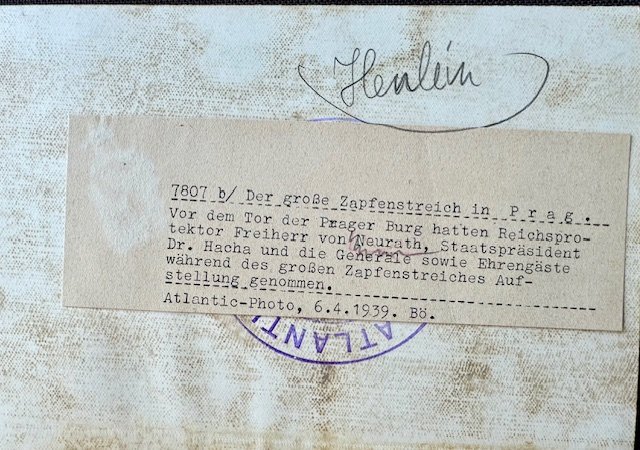 Henlein
7807 b/ Der große Zapfenstreich in P r a g .
Vor dem Tor der Prager Burg hatten Reichspro-
tektor Freiherr von Neurath, Staatspräsident
Dr. Hacha und die Generale sowie Ehrengäste
während des großen Zapfenstreiches Auf-
stellung genommen.
Atlantic-Photo, 6.4.1939. Bö.
ATLANTI